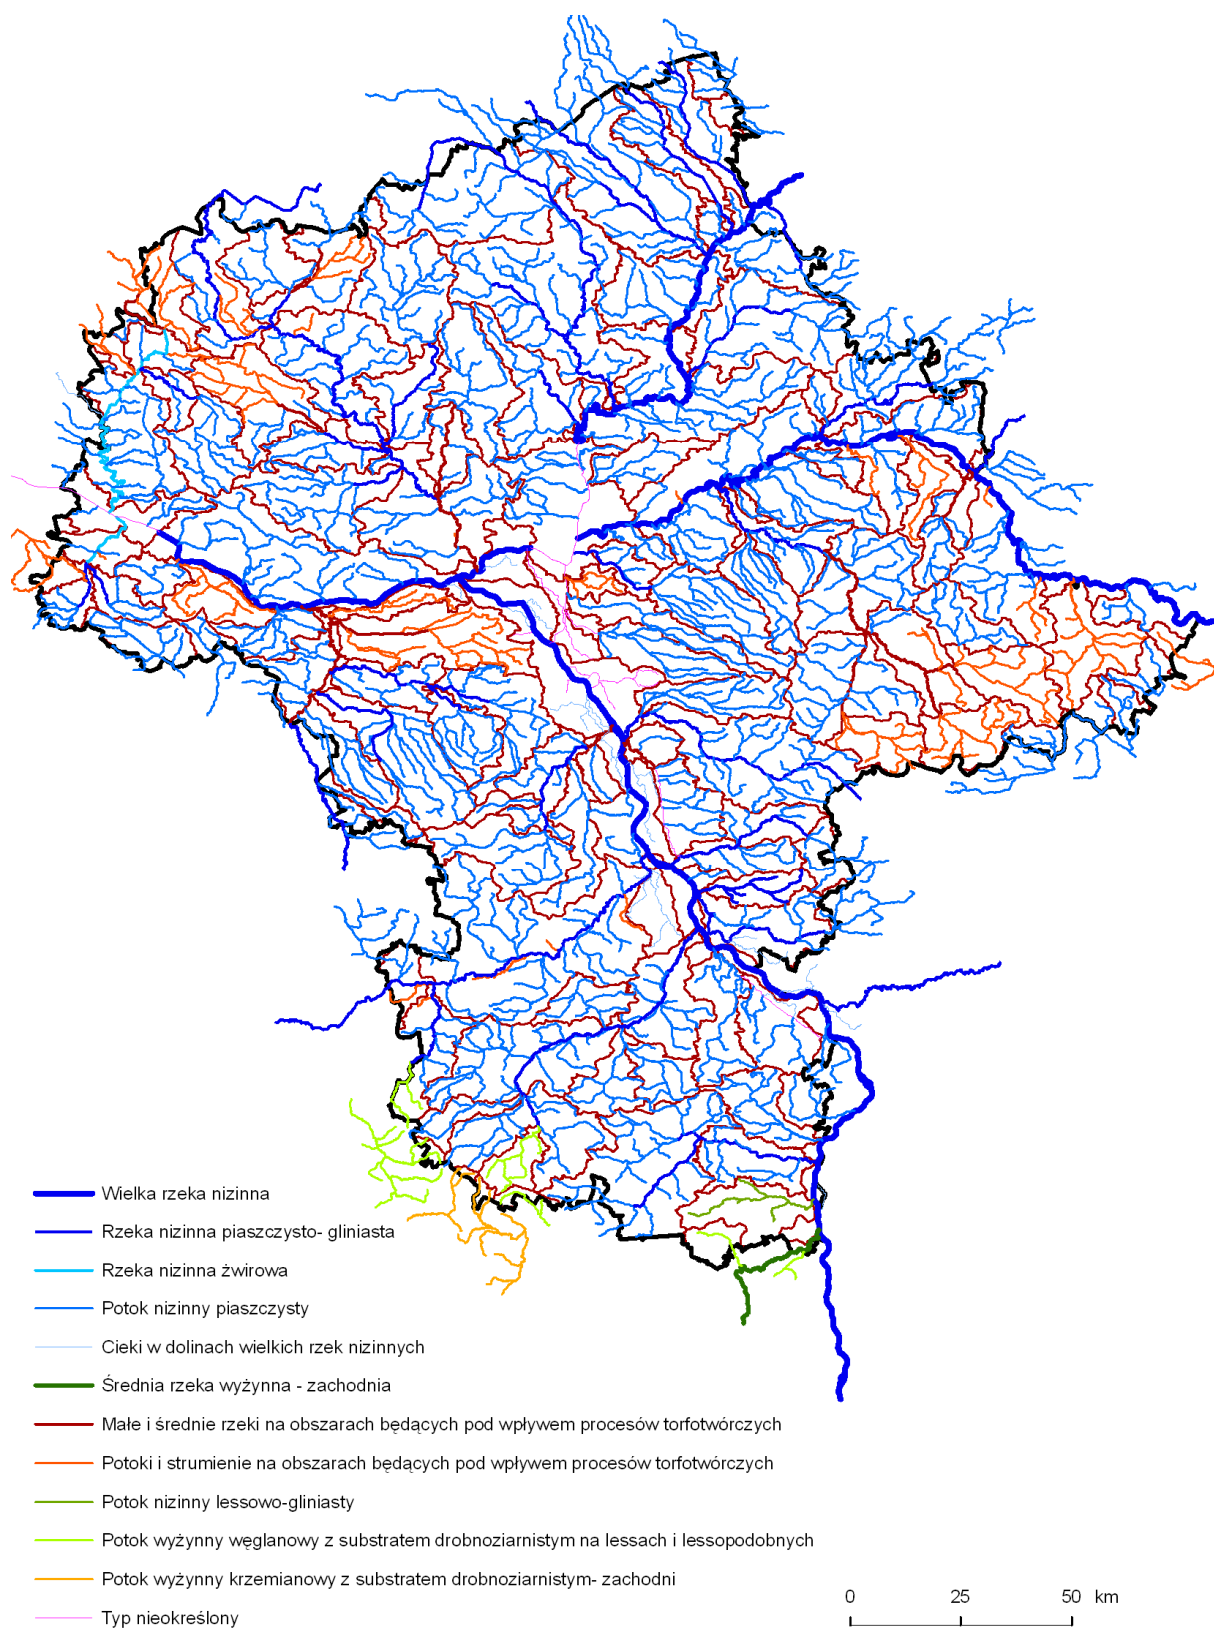 Wielka rzeka nizinna
Rzeka nizinna piaszczysto- gliniasta
Rzeka nizinna żwirowa
Potok nizinny piaszczysty
Cieki w dolinach wielkich rzek nizinnych
Średnia rzeka wyżynna - zachodnia
Małe i średnie rzeki na obszarach będących pod wpływem procesów torfotwórczych
Potoki i strumienie na obszarach będących pod wpływem procesów torfotwórczych
Potok nizinny lessowo-gliniasty
Potok wyżynny węglanowy z substratem drobnoziarnistym na lessach i lessopodobnych
Potok wyżynny krzemianowy z substratem drobnoziarnistym- zachodni
Typ nieokreślony
0 25 50 km